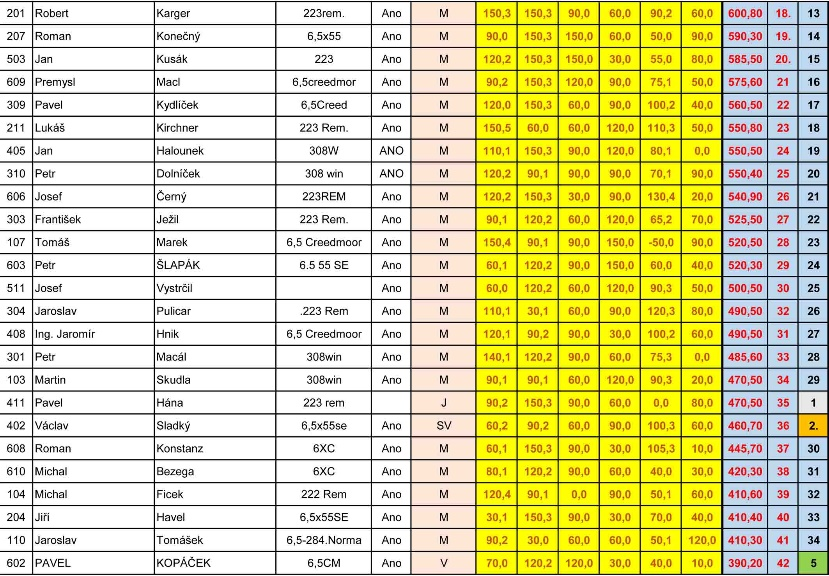 201 Robert Karger 223rem. Ano M 150,3 150,3 90,0 60,0 90,2 60,0 600,80 18. 13
207 Roman Konečný 6,5x55 Ano M 90,0 150,3 150,0 60,0 50,0 90,0 590,30 19. 14
503 Jan Kusák 223 Ano M 120,2 150,3 150,0 30,0 55,0 80,0 585,50 20. 15
609 Premysl Macl 6,5creedmor Ano M 90,2 150,3 120,0 90,0 75,1 50,0 575,60 21 16
309 Pavel Kydlíček 6,5Creed Ano M 120,0 150,3 60,0 90,0 100,2 40,0 560,50 22 17
211 Lukáš Kirchner 223 Rem. Ano M 150,5 60,0 60,0 120,0 110,3 50,0 550,80 23 18
405 Jan Halounek 308W ANO M 110,1 150,3 90,0 120,0 80,1 0,0 550,50 24 19
310 Petr Dolníček 308 win ANO M 120,2 90,1 90,0 90,0 70,1 90,0 550,40 25 20
606 Josef Černý 223REM Ano M 120,2 150,3 30,0 90,0 130,4 20,0 540,90 26 21
303 František Ježil 223 Rem. Ano M 90,1 120,2 60,0 120,0 65,2 70,0 525,50 27 22
107 Tomáš Marek 6,5 Creedmoor Ano M 150,4 90,1 90,0 150,0 -50,0 90,0 520,50 28 23
603 Petr ŠLAPÁK 6.5 55 SE Ano M 60,1 120,2 90,0 150,0 60,0 40,0 520,30 29 24
511 Josef Vystrčil Ano M 60,0 120,2 60,0 120,0 90,3 50,0 500,50 30 25
304 Jaroslav Pulicar .223 Rem Ano M 110,1 30,1 60,0 90,0 120,3 80,0 490,50 32 26
408 Ing. Jaromír Hnik 6,5 Creedmoor Ano M 120,1 90,2 90,0 30,0 100,2 60,0 490,50 31 27
301 Petr Macál 308win Ano M 140,1 120,2 90,0 60,0 75,3 0,0 485,60 33 28
103 Martin Skudla 308win Ano M 90,1 90,1 60,0 120,0 90,3 20,0 470,50 34 29
411 Pavel Hána 223 rem J 90,2 150,3 90,0 60,0 0,0 80,0 470,50 35 1
402 Václav Sladký 6,5x55se Ano SV 60,2 90,2 60,0 90,0 100,3 60,0 460,70 36 2.
608 Roman Konstanz 6XC Ano M 60,1 150,3 90,0 30,0 105,3 10,0 445,70 37 30
610 Michal Bezega 6XC Ano M 80,1 120,2 90,0 60,0 40,0 30,0 420,30 38 31
104 Michal Ficek 222 Rem Ano M 120,4 90,1 0,0 90,0 50,1 60,0 410,60 39 32
204 Jiří Havel 6,5x55SE Ano M 30,1 150,3 90,0 30,0 70,0 40,0 410,40 40 33
110 Jaroslav Tomášek 6,5-284.Norma Ano M 90,2 30,0 60,0 60,0 50,1 120,0 410,30 41 34
602 PAVEL KOPÁČEK 6,5CM Ano V 70,0 120,2 120,0 30,0 40,0 10,0 390,20 42 5